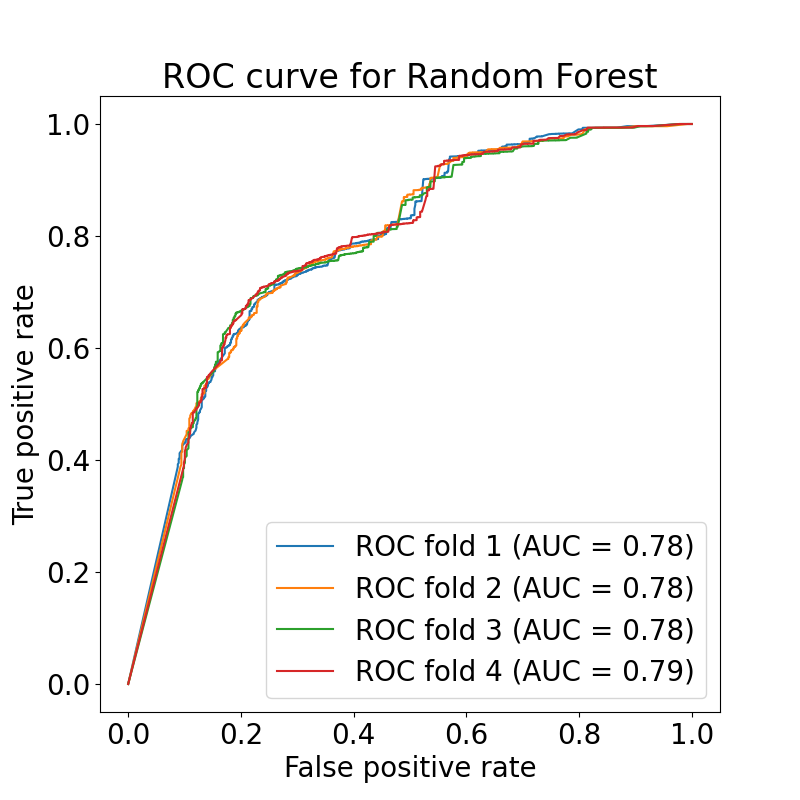 ROC curve for Random Forest
1.0
0.8
0.6
0.4
0.2
0.0
True positive rate
ROC fold 1 (AUC = 0.78)
ROC fold 2 (AUC = 0.78)
ROC fold 3 (AUC = 0.78)
ROC fold 4 (AUC = 0.79)
0.0 0.2 0.4 0.6 0.8 1.0
False positive rate